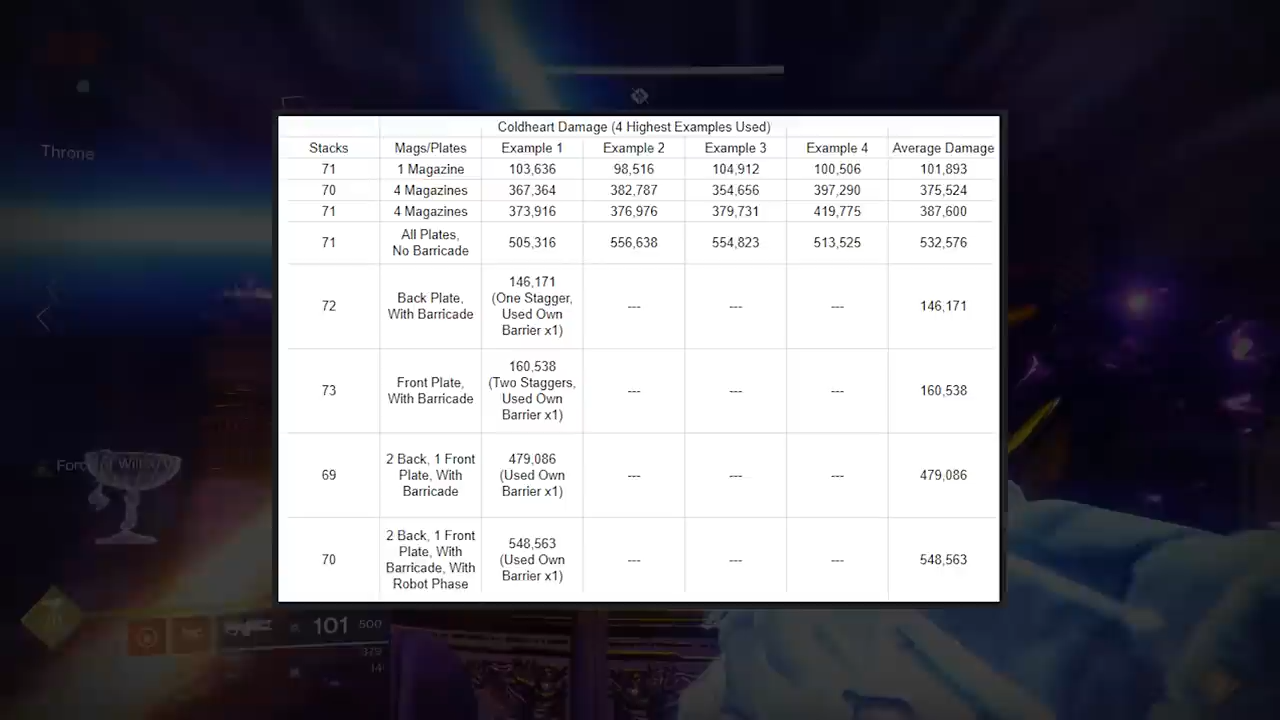 Throne
Coldheart Damage (4 Highest Examples Used)
Stacks Mags/Plates Example 1 Example 2 Example 3 Example 4 Average Damage
71 1 Magazine 103,636 98,516 104,912 100,506 101,893
70 4 Magazines 367,364 382,787 354,656 397,290 375,524
71 4 Magazines 373,916 376,976 379,731 419,775 387,600
71 All Plates, No Barricade 505,316 556,638 554,823 513,525 532,576
72 Back Plate, With Barricade 146,171 (One Stagger, Used Own Barrier x1) --- --- --- 146,171
73 Front Plate, With Barricade 160,538 (Two Staggers, Used Own Barrier x1) --- --- --- 160,538
69 2 Back, 1 Front Plate, With Barricade 479,086 (Used Own Barrier x1) --- --- --- 479,086
70 2 Back, 1 Front Plate, With Barricade, With Robot Phase 548,563 (Used Own Barrier x1) --- --- --- 548,563
101 500
379
14